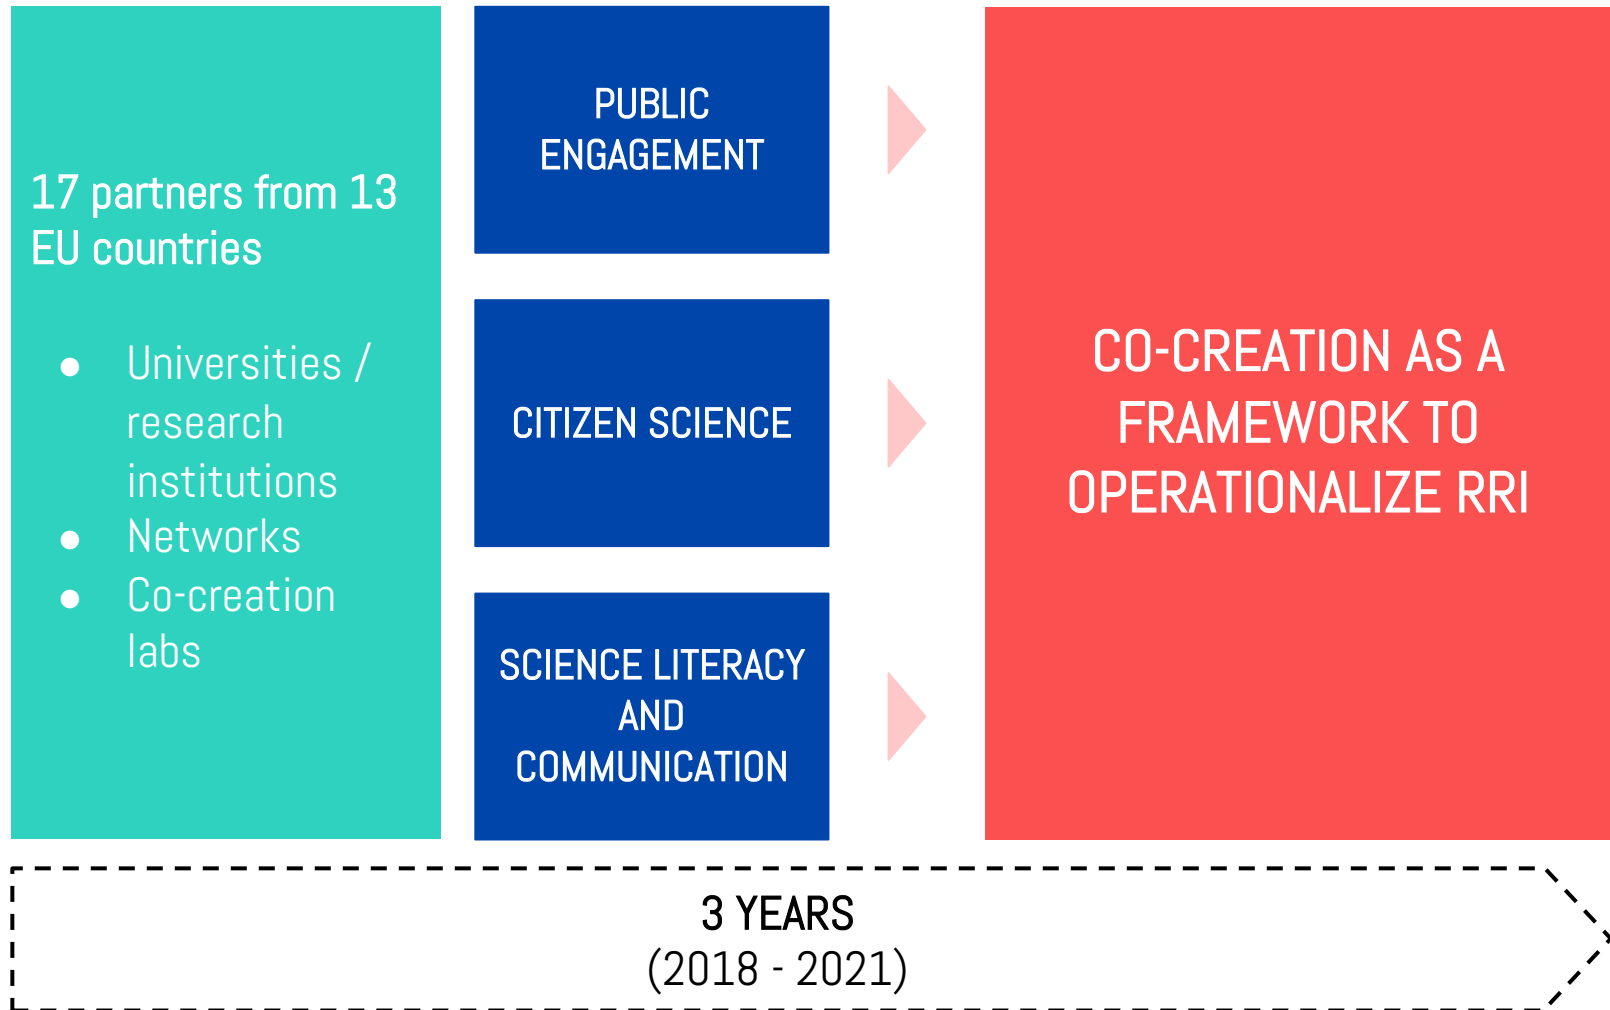 17 partners from 13
EU countries
● Universities /
research
institutions
● Networks
● Co-creation
labs
PUBLIC
ENGAGEMENT
CITIZEN SCIENCE
SCIENCE LITERACY
AND
COMMUNICATION
CO-CREATION AS A
FRAMEWORK TO
OPERATIONALIZE RRI
3 YEARS
(2018 - 2021)